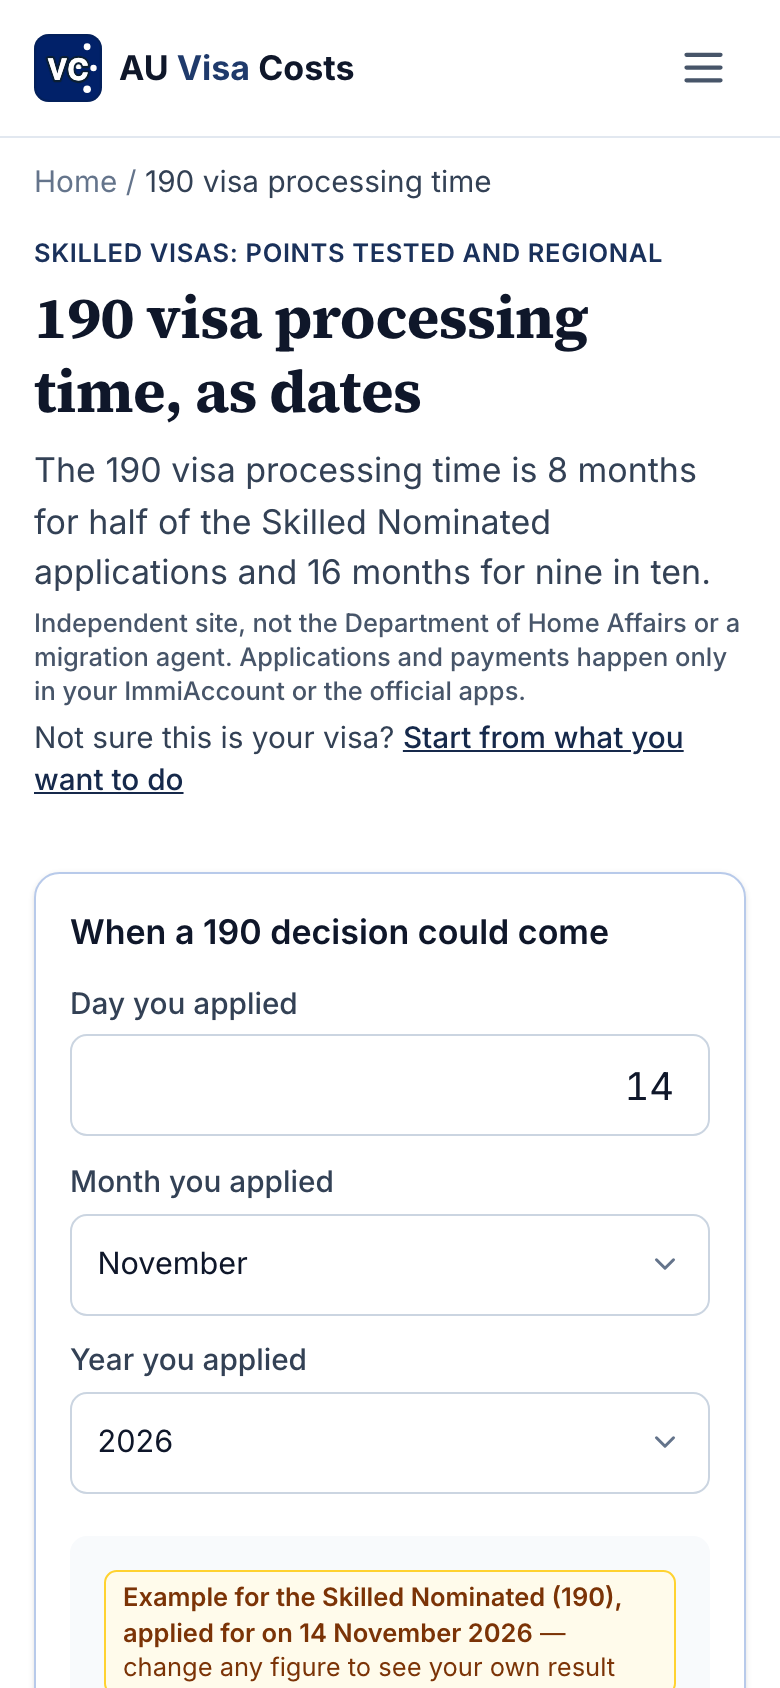 VC
AU Visa Costs
Home / 190 visa processing time
SKILLED VISAS: POINTS TESTED AND REGIONAL
190 visa processing
time, as dates
The 190 visa processing time is 8 months
for half of the Skilled Nominated
applications and 16 months for nine in ten.
Independent site, not the Department of Home Affairs or a
migration agent. Applications and payments happen only
in your ImmiAccount or the official apps.
Not sure this is your visa? Start from what you
want to do
When a 190 decision could come
Day you applied
14
Month you applied
November
Year you applied
2026
Example for the Skilled Nominated (190),
applied for on 14 November 2026 —
change any figure to see your own result